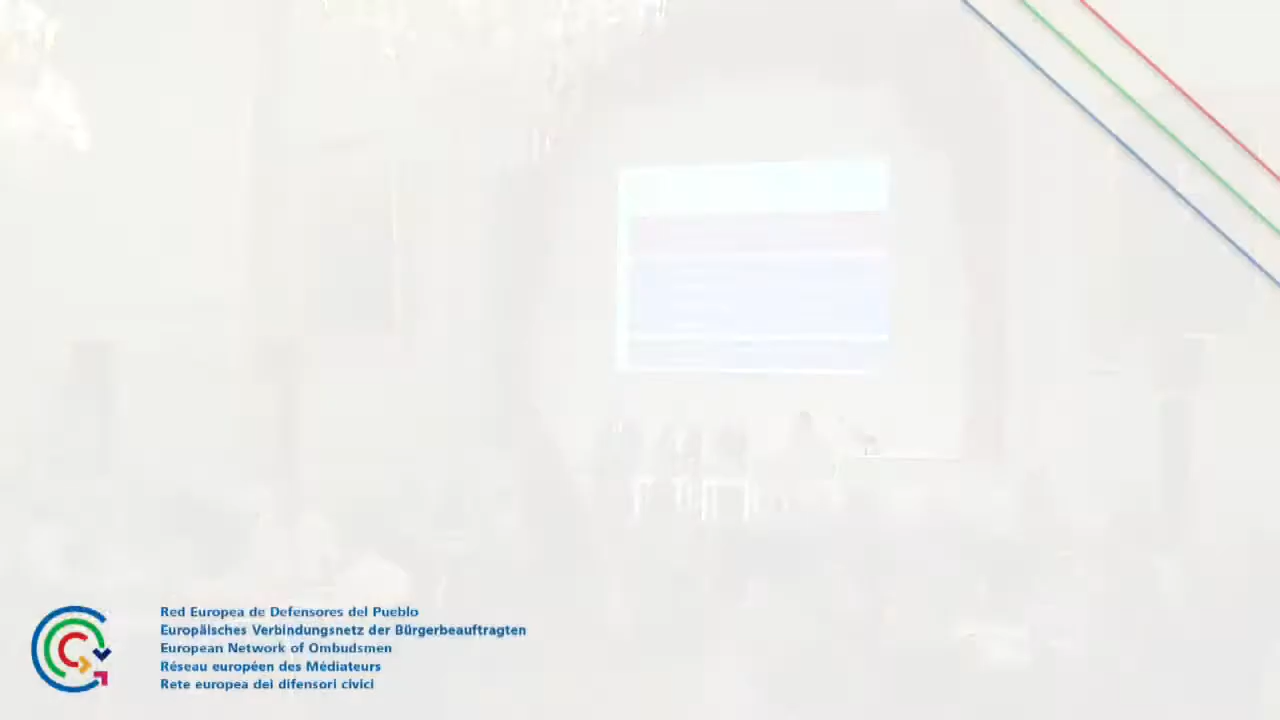 Red Europea de Defensores del Pueblo
Europäisches Verbindungsnetz der Bürgerbeauftragten
European Network of Ombudsmen
Réseau européen des Médiateurs
Rete europea dei difensori civici